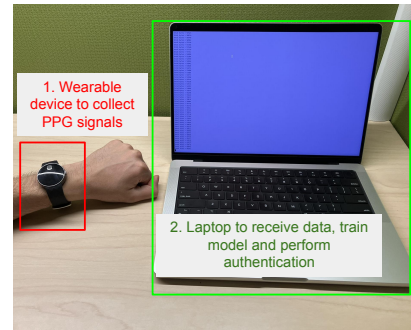 1. Wearable
device to collect
PPG signals
2. Laptop to receive data, train
model and perform
authentication